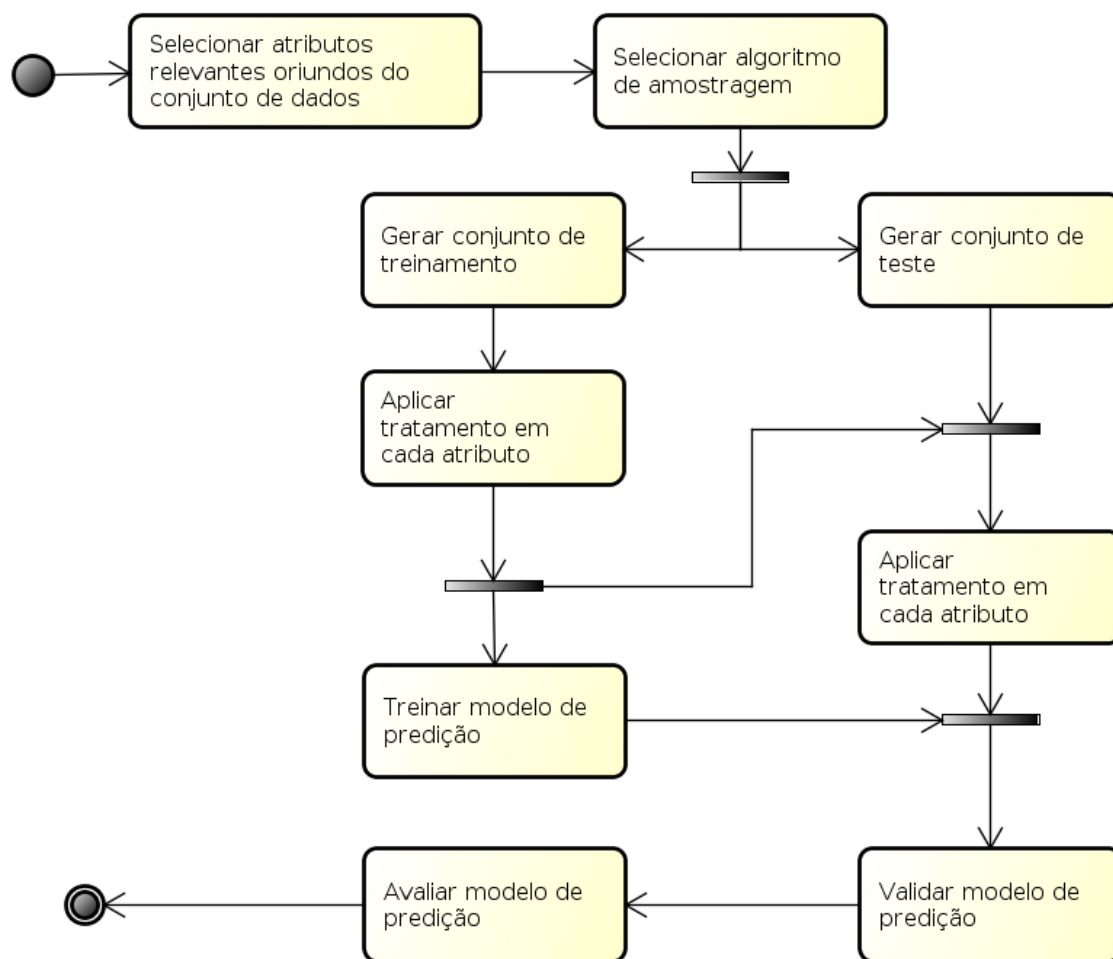 Selecionar atributos
relevantes oriundos do
conjunto de dados
Selecionar algoritmo
de amostragem
Gerar conjunto de
treinamento
Gerar conjunto de
teste
Aplicar
tratamento em
cada atributo
Aplicar
tratamento em
cada atributo
Treinar modelo de
predição
Avaliar modelo de
predição
Validar modelo de
predição